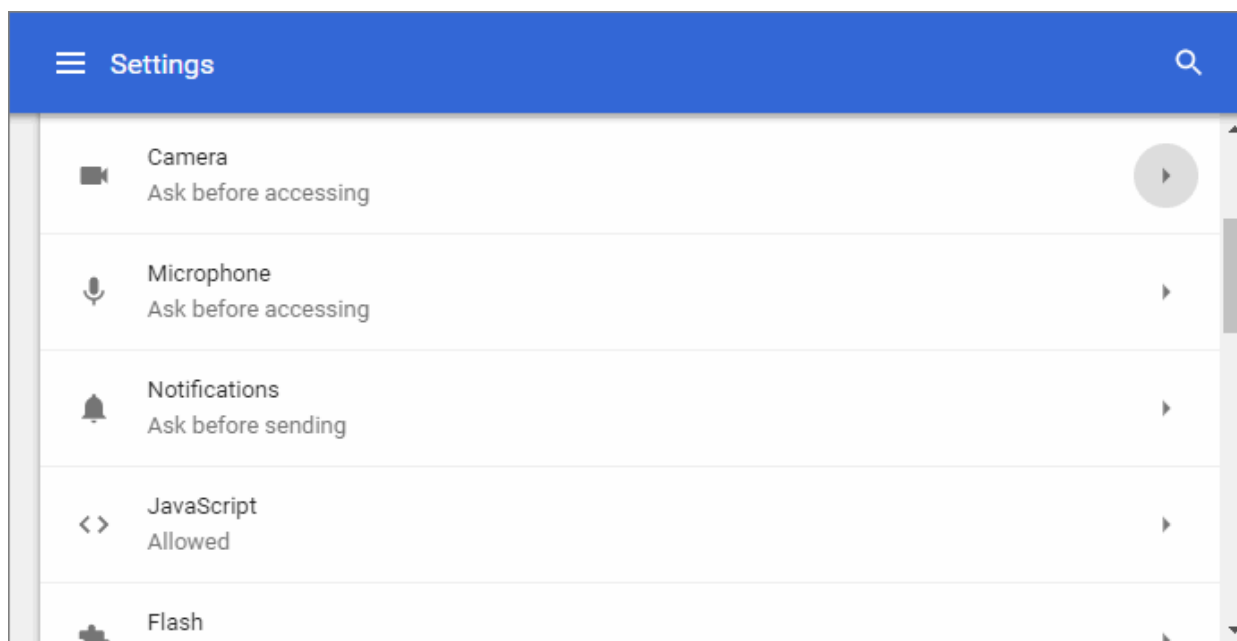 Settings
Camera
Ask before accessing
Microphone
Ask before accessing
Notifications
Ask before sending
JavaScript
Allowed
Flash